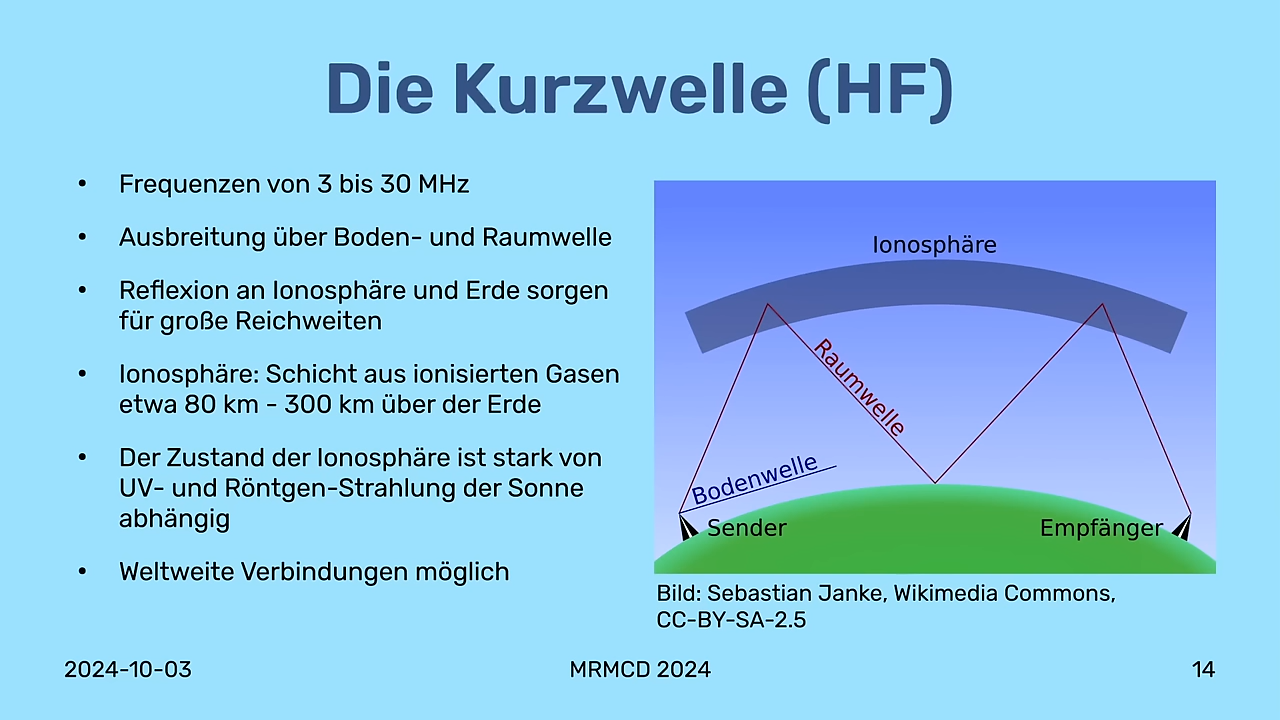 Die Kurzwelle (HF)
• Frequenzen von 3 bis 30 MHz
• Ausbreitung über Boden- und Raumwelle
• Reflexion an Ionosphäre und Erde sorgen
für große Reichweiten
• Ionosphäre: Schicht aus ionisierten Gasen
etwa 80 km - 300 km über der Erde
• Der Zustand der Ionosphäre ist stark von
UV- und Röntgen-Strahlung der Sonne
abhängig
• Weltweite Verbindungen möglich
Ionosphäre
Raumwelle
Bodenwelle
Sender
Empfänger
Bild: Sebastian Janke, Wikimedia Commons,
CC-BY-SA-2.5
2024-10-03
MRMCD 2024
14